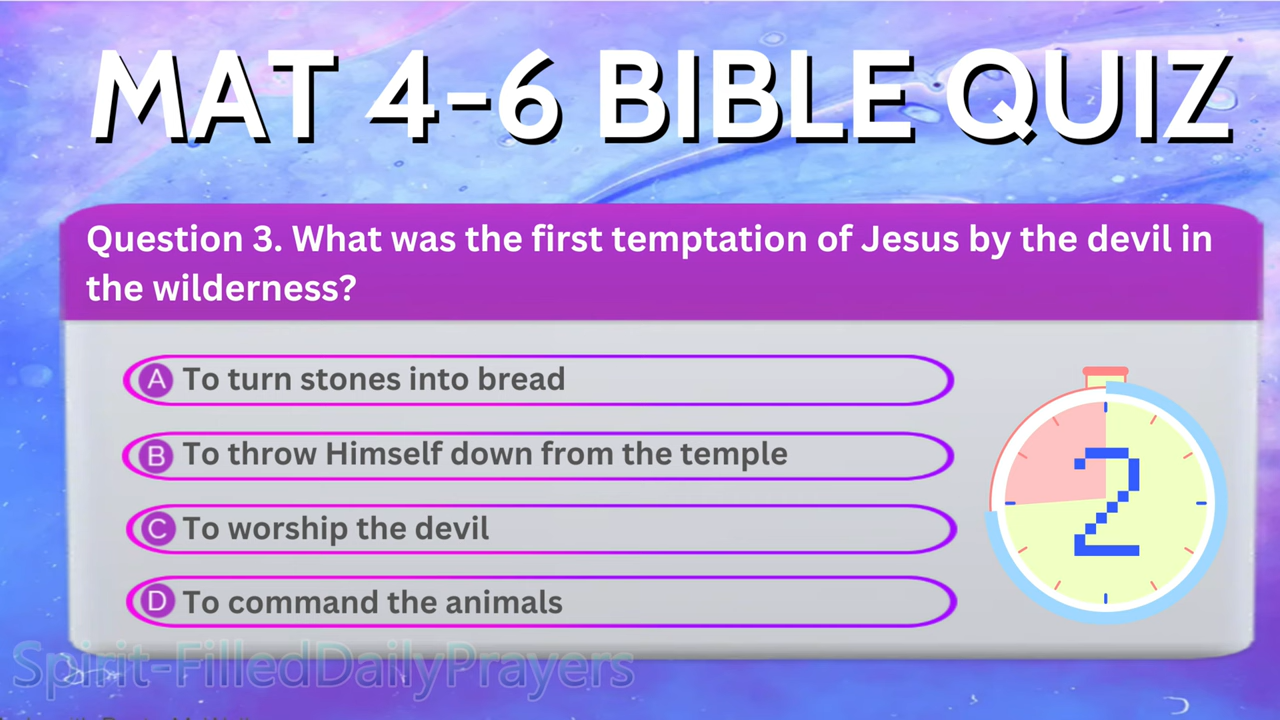 MAT 4-6 BIBLE QUIZ
Question 3. What was the first temptation of Jesus by the devil in
the wilderness?
A To turn stones into bread
B To throw Himself down from the temple
C To worship the devil
D To command the animals
2
Spirit-FilledDailyPrayers